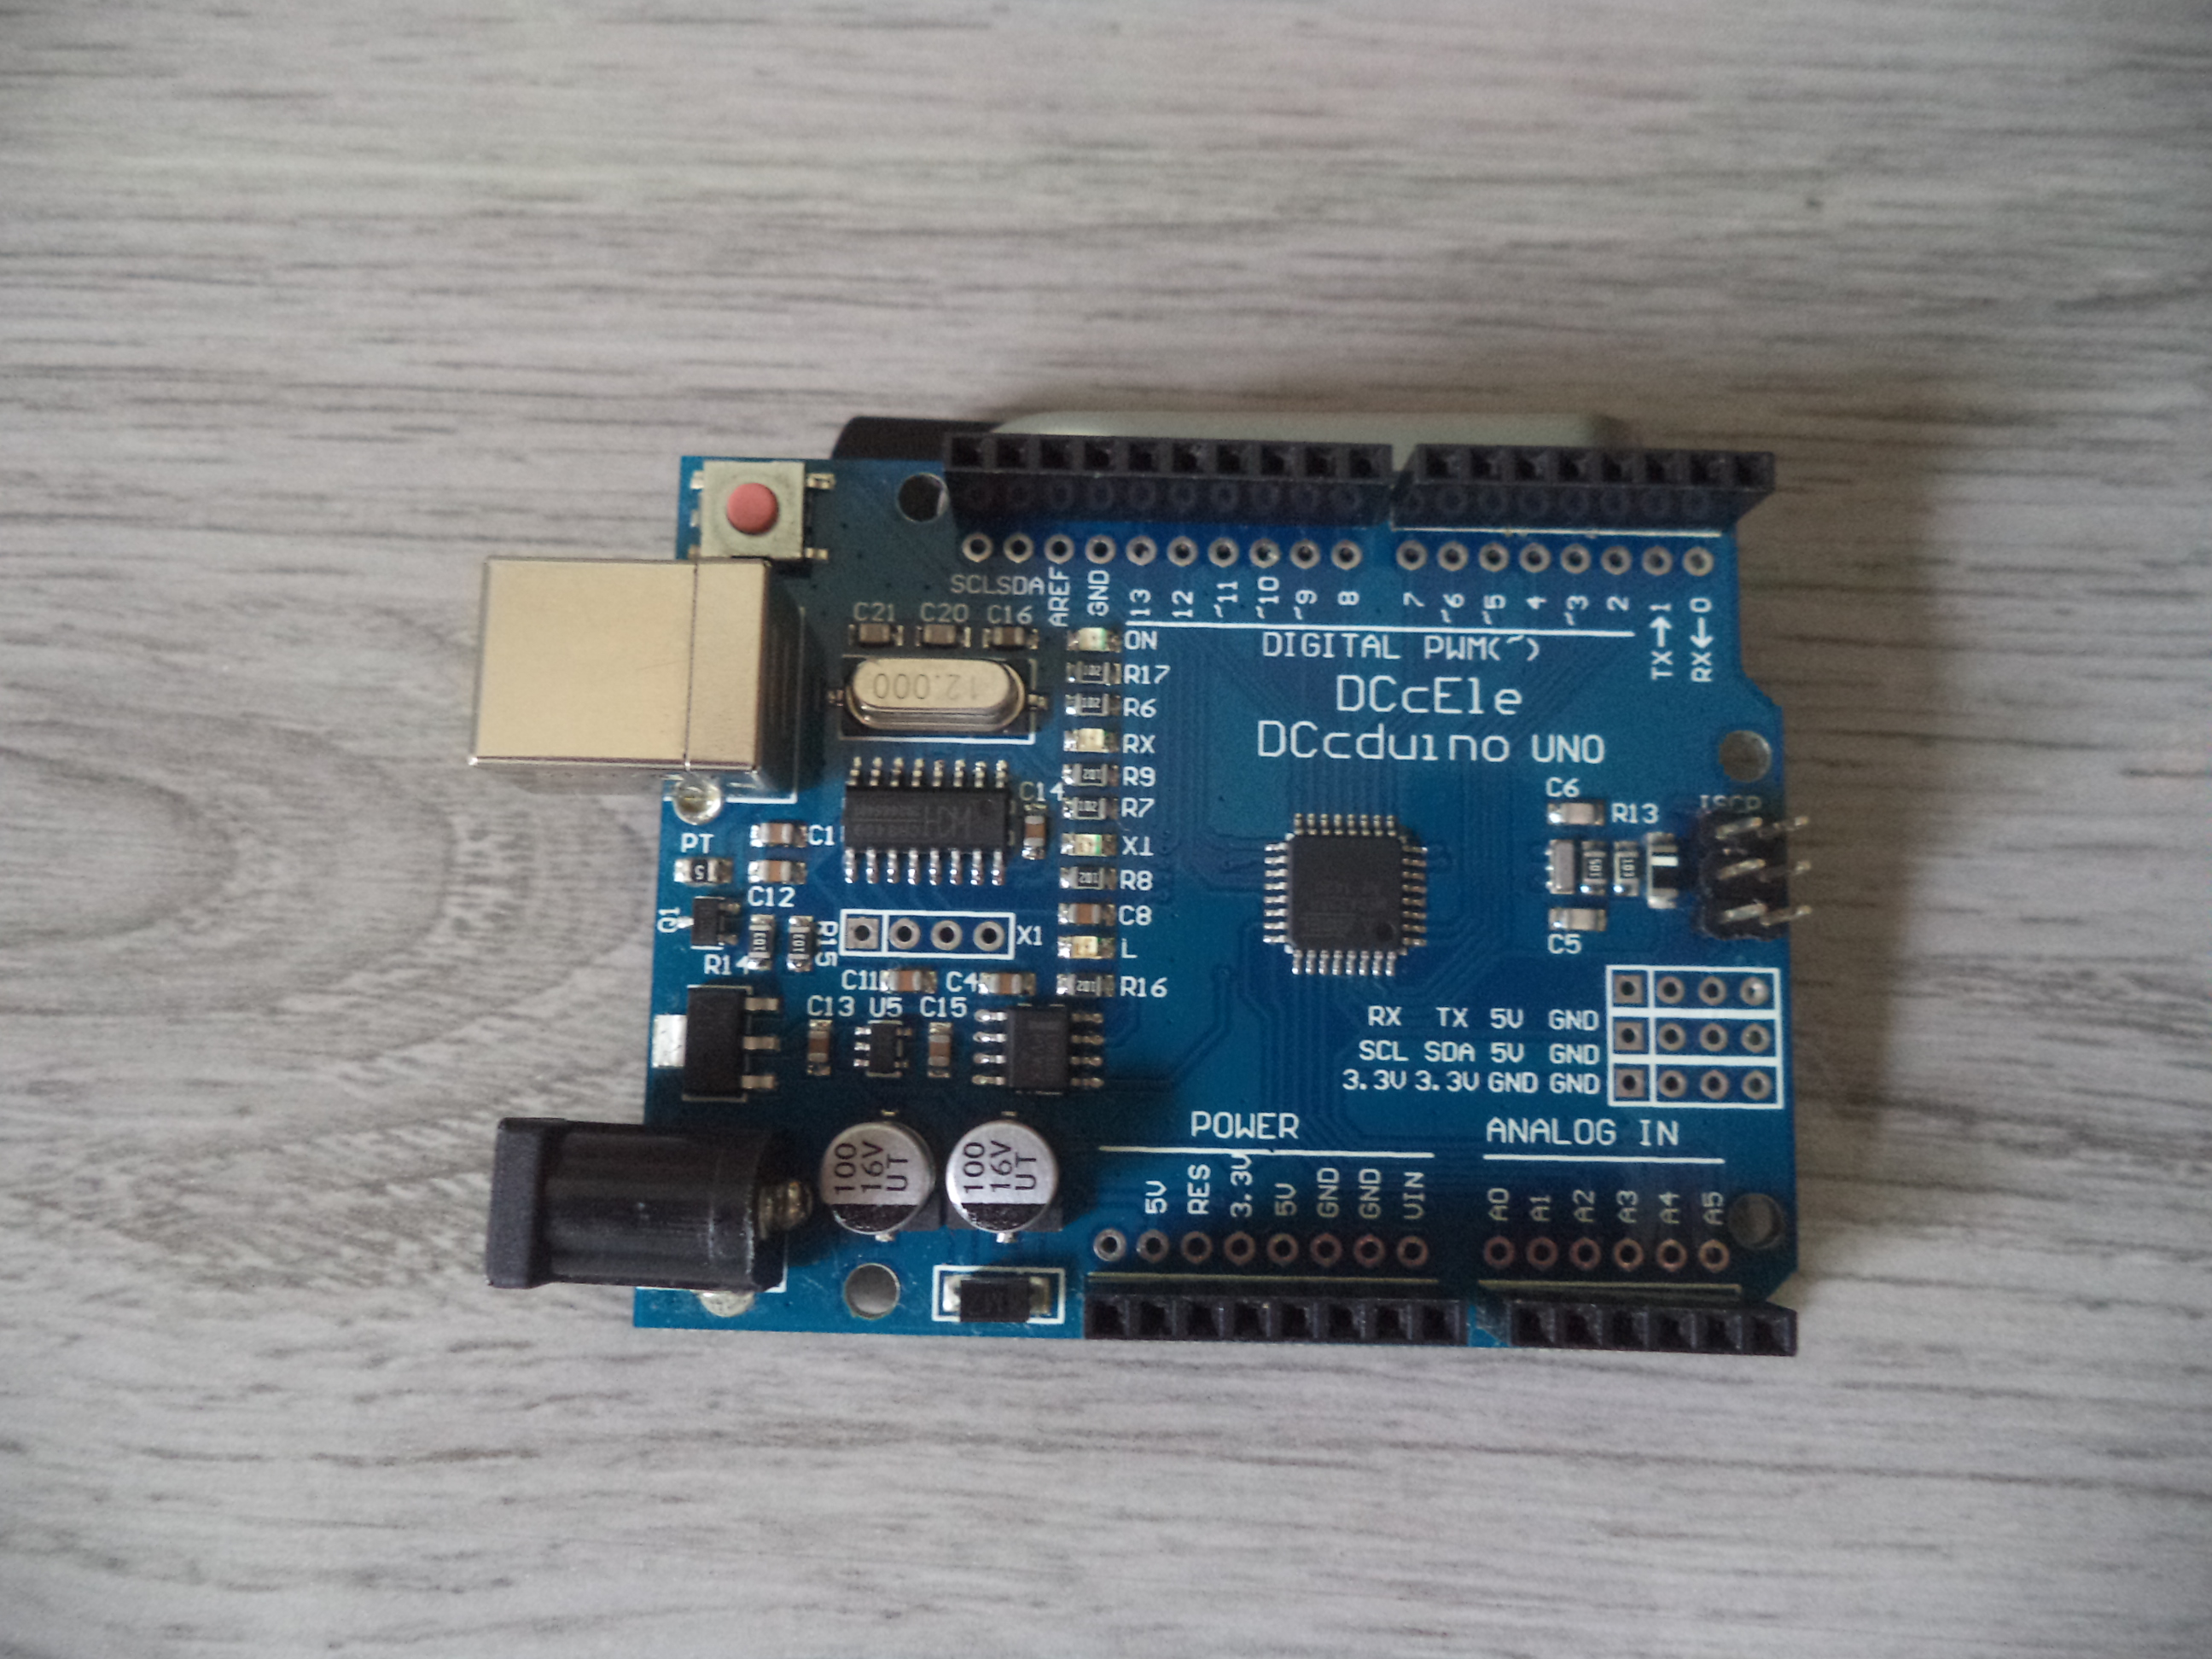 SCL SDA AREF GND 13 12 ~11 ~10 ~9 8 7 ~6 ~5 4 ~3 2 TX→1 RX←0
C21 C20 C16
ON
DIGITAL PWM(~)
12.000
R17
DCcEle
R6
DCcduino UNO
RX
R9
C14
R7
C6
R13
ICSP
PT
C1
TX
R8
C12
C8
Q1
R15
X1
L
C5
R14
C11 C4
R16
C13 U5 C15
RX TX 5V GND
SCL SDA 5V GND
3.3V 3.3V GND GND
POWER
ANALOG IN
100
16V
UT
100
16V
UT
5V RES 3.3V 5V GND GND VIN
A0 A1 A2 A3 A4 A5